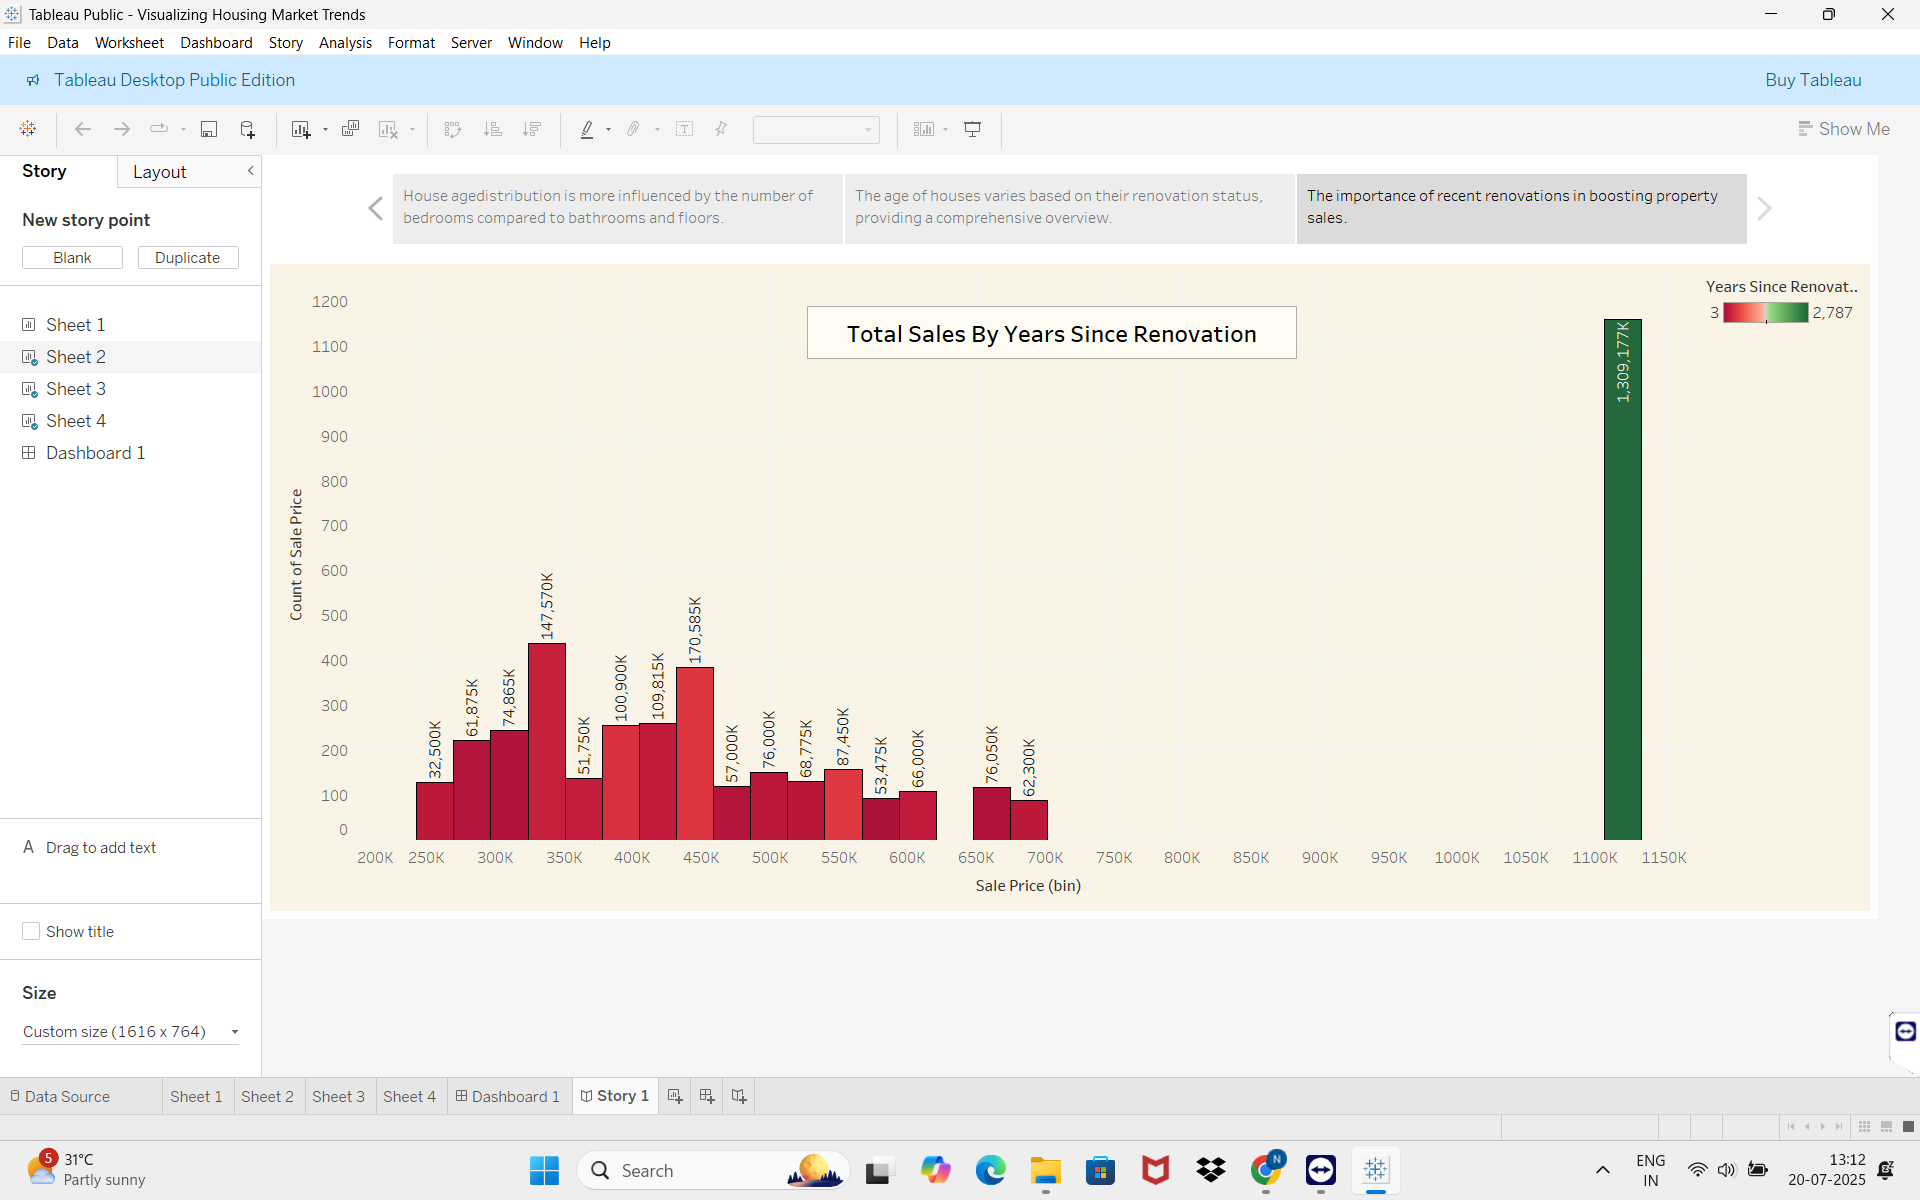 Tableau Public - Visualizing Housing Market Trends
File Data Worksheet Dashboard Story Analysis Format Server Window Help
Tableau Desktop Public Edition
Buy Tableau
Show Me
Story
Layout
New story point
Blank
Duplicate
Sheet 1
Sheet 2
Sheet 3
Sheet 4
Dashboard 1
A Drag to add text
Show title
Size
Custom size (1616 x 764)
House agedistribution is more influenced by the number of
bedrooms compared to bathrooms and floors.
The age of houses varies based on their renovation status,
providing a comprehensive overview.
The importance of recent renovations in boosting property
sales.
Total Sales By Years Since Renovation
Years Since Renovat..
3 2,787
Count of Sale Price
1200
1100
1000
900
800
700
600
500
400
300
200
100
0
32,500K
61,875K
74,865K
147,570K
51,750K
100,900K
109,815K
170,585K
57,000K
76,000K
68,775K
87,450K
53,475K
66,000K
76,050K
62,300K
1,309,177K
200K 250K 300K 350K 400K 450K 500K 550K 600K 650K 700K 750K 800K 850K 900K 950K 1000K 1050K 1100K 1150K
Sale Price (bin)
Data Source Sheet 1 Sheet 2 Sheet 3 Sheet 4 Dashboard 1 Story 1
5
31°C
Partly sunny
Search
N
ENG
IN
13:12
20-07-2025